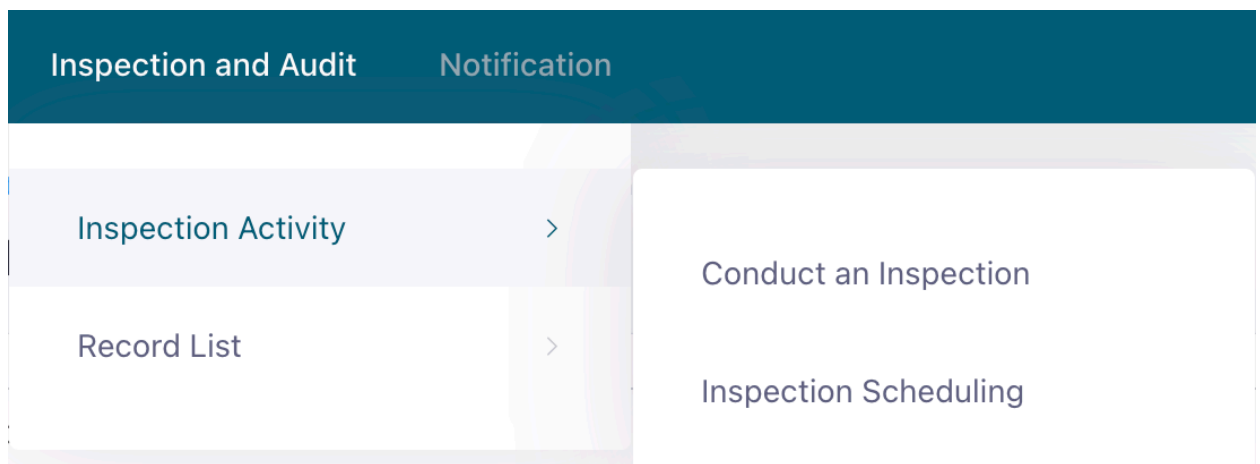 Inspection and Audit
Notification
Inspection Activity
Record List
Conduct an Inspection
Inspection Scheduling